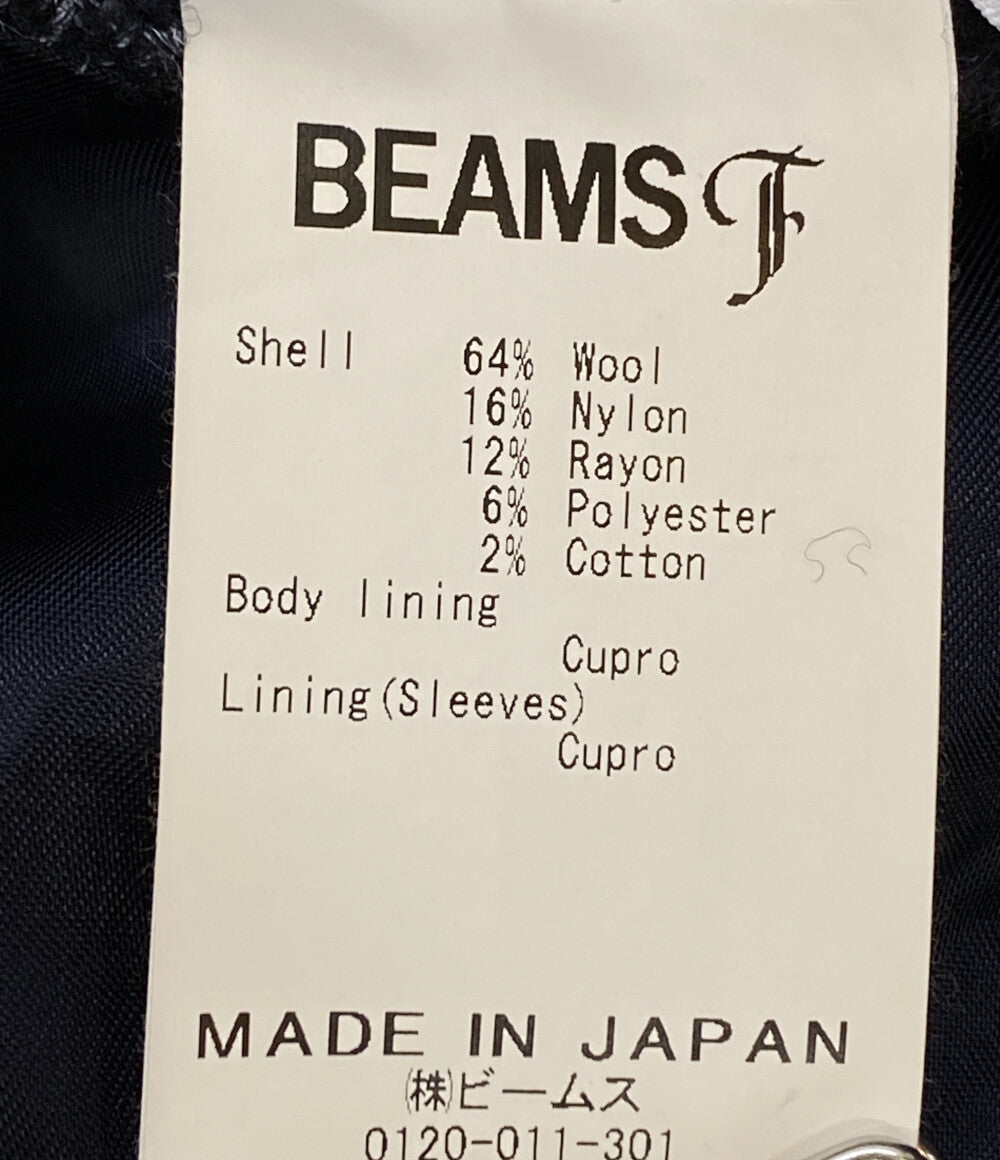 BEAMS F
Shell 64% Wool
16% Nylon
12% Rayon
6% Polyester
2% Cotton
Body lining
Cupro
Lining(Sleeves)
Cupro
MADE IN JAPAN
㈱ビームス
0120-011-301